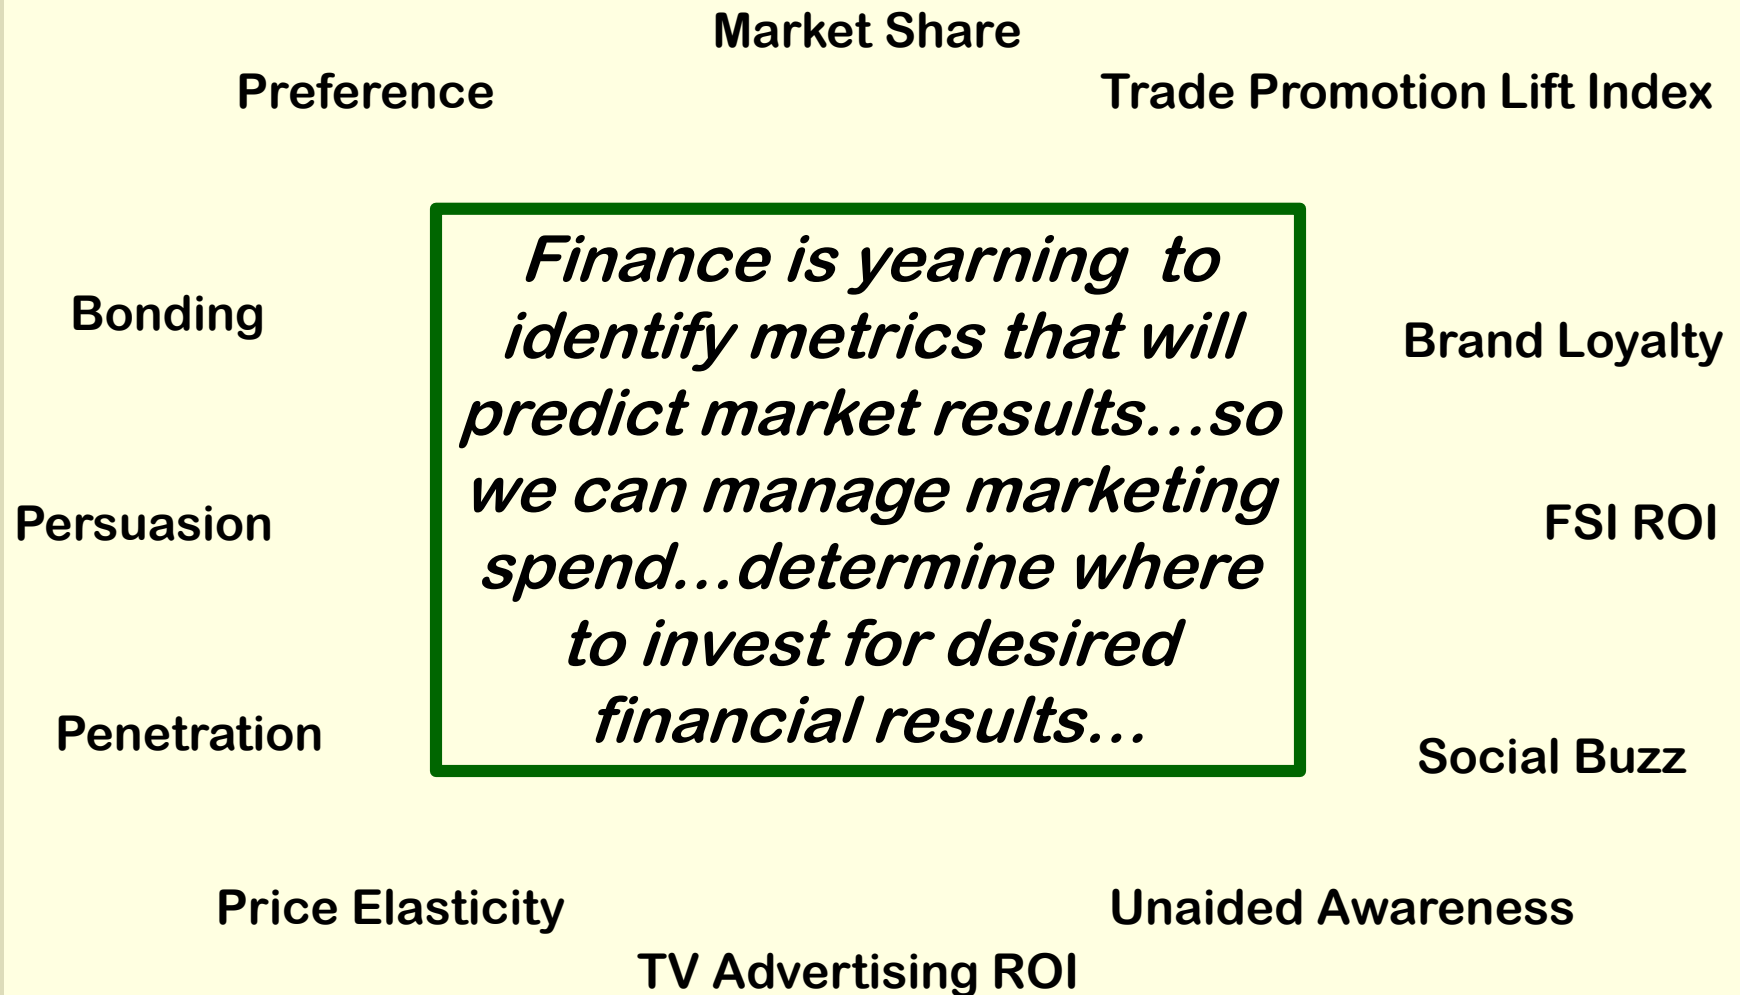 Market Share
Preference
Trade Promotion Lift Index
Finance is yearning  to
identify metrics that will
predict market results...so
we can manage marketing
spend...determine where
to invest for desired
financial results...
Bonding
Brand Loyalty
Persuasion
FSI ROI
Penetration
Social Buzz
Price Elasticity
Unaided Awareness
TV Advertising ROI